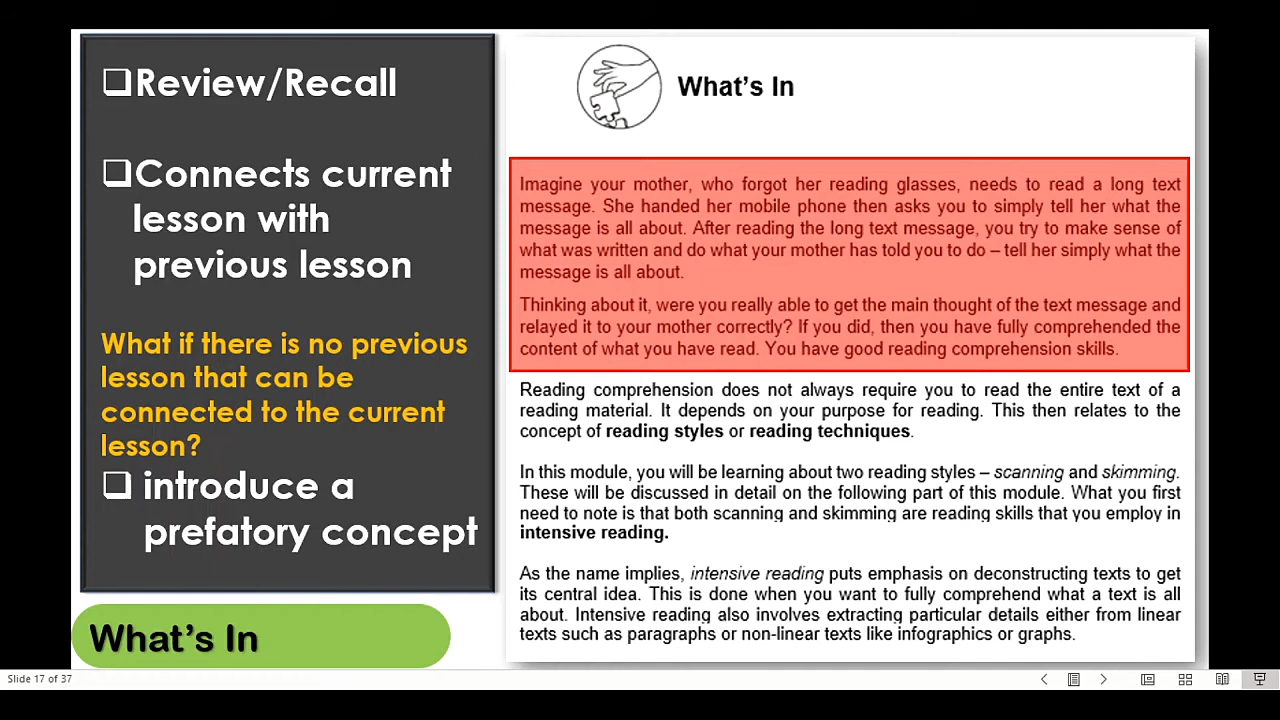 ❑Review/Recall
❑Connects current
lesson with
previous lesson
What if there is no previous
lesson that can be
connected to the current
lesson?
❑ introduce a
prefatory concept
What's In
What's In
Imagine your mother, who forgot her reading glasses, needs to read a long text
message. She handed her mobile phone then asks you to simply tell her what the
message is all about. After reading the long text message, you try to make sense of
what was written and do what your mother has told you to do – tell her simply what the
message is all about.
Thinking about it, were you really able to get the main thought of the text message and
relayed it to your mother correctly? If you did, then you have fully comprehended the
content of what you have read. You have good reading comprehension skills.
Reading comprehension does not always require you to read the entire text of a
reading material. It depends on your purpose for reading. This then relates to the
concept of reading styles or reading techniques.
In this module, you will be learning about two reading styles – scanning and skimming.
These will be discussed in detail on the following part of this module. What you first
need to note is that both scanning and skimming are reading skills that you employ in
intensive reading.
As the name implies, intensive reading puts emphasis on deconstructing texts to get
its central idea. This is done when you want to fully comprehend what a text is all
about. Intensive reading also involves extracting particular details either from linear
texts such as paragraphs or non-linear texts like infographics or graphs.
Slide 17 of 37